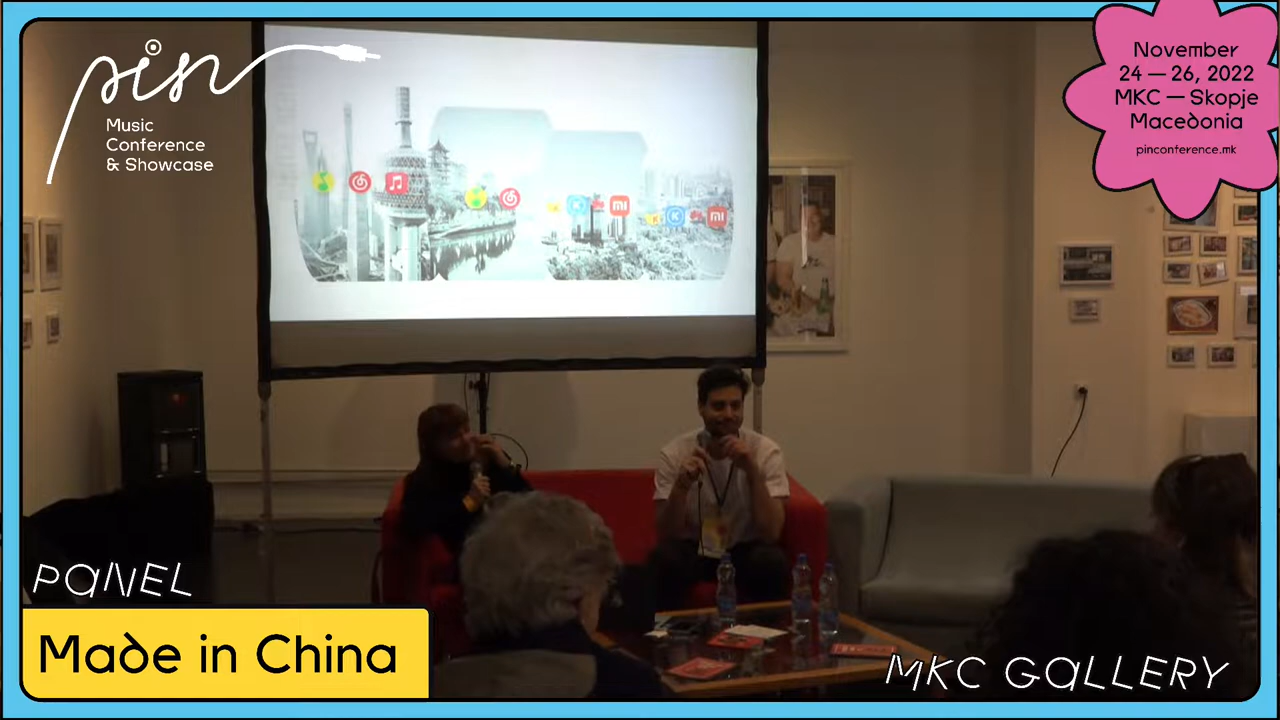 pin
Music
Conference
& Showcase
November
24 — 26, 2022
MKC — Skopje
Macedonia
pinconference.mk
PANEL
Made in China
MKC GALLERY